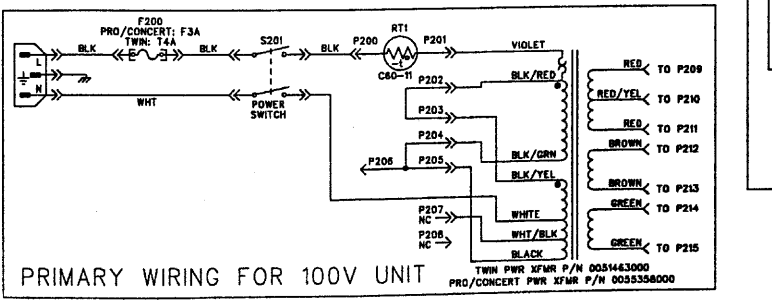 F200
PRO/CONCERT: F3A
TWIN: T4A
BLK
BLK
S201
BLK
P200
RT1
P201
-t
C60-11
VIOLET
L
N
WHT
POWER
SWITCH
P202
BLK/RED
P203
P204
P206
P205
BLK/GRN
BLK/YEL
P207
NC
WHITE
WHT/BLK
P208
NC
BLACK
RED TO P209
RED/YEL TO P210
RED TO P211
BROWN TO P212
BROWN TO P213
GREEN TO P214
GREEN TO P215
PRIMARY WIRING FOR 100V UNIT
TWIN PWR XFMR P/N 0051463000
PRO/CONCERT PWR XFMR P/N 0055358000